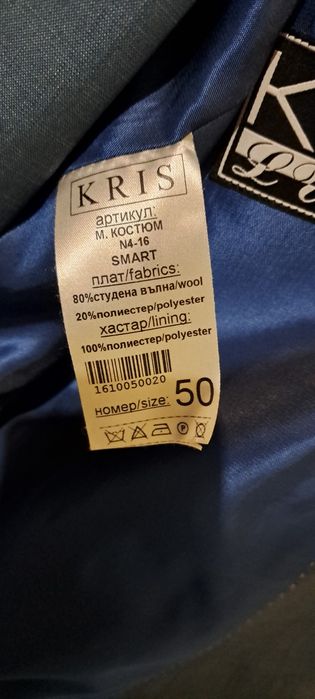 KRIS
артикул:
М. КОСТЮМ
N4-16
SMART
плат/fabrics:
80%студена вълна/wool
20%полиестер/polyester
хастар/lining:
100%полиестер/polyester
1610050020
номер/size: 50
P
K